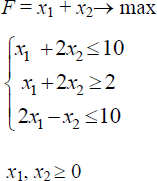 F = x₁ + x₂ → max
x₁ + 2x₂ ≤ 10
x₁ + 2x₂ ≥ 2
2x₁ − x₂ ≤ 10
x₁, x₂ ≥ 0